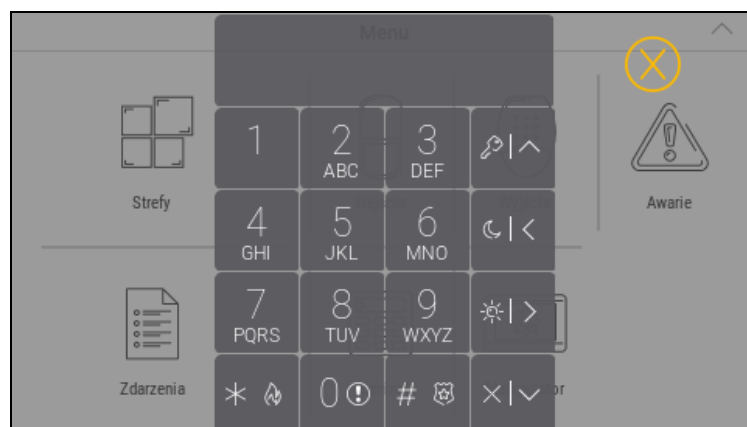 Menu
1
2
ABC
3
DEF
Strefy
Awarie
4
GHI
5
JKL
6
MNO
7
PQRS
8
TUV
9
WXYZ
Zdarzenia
*
0
#